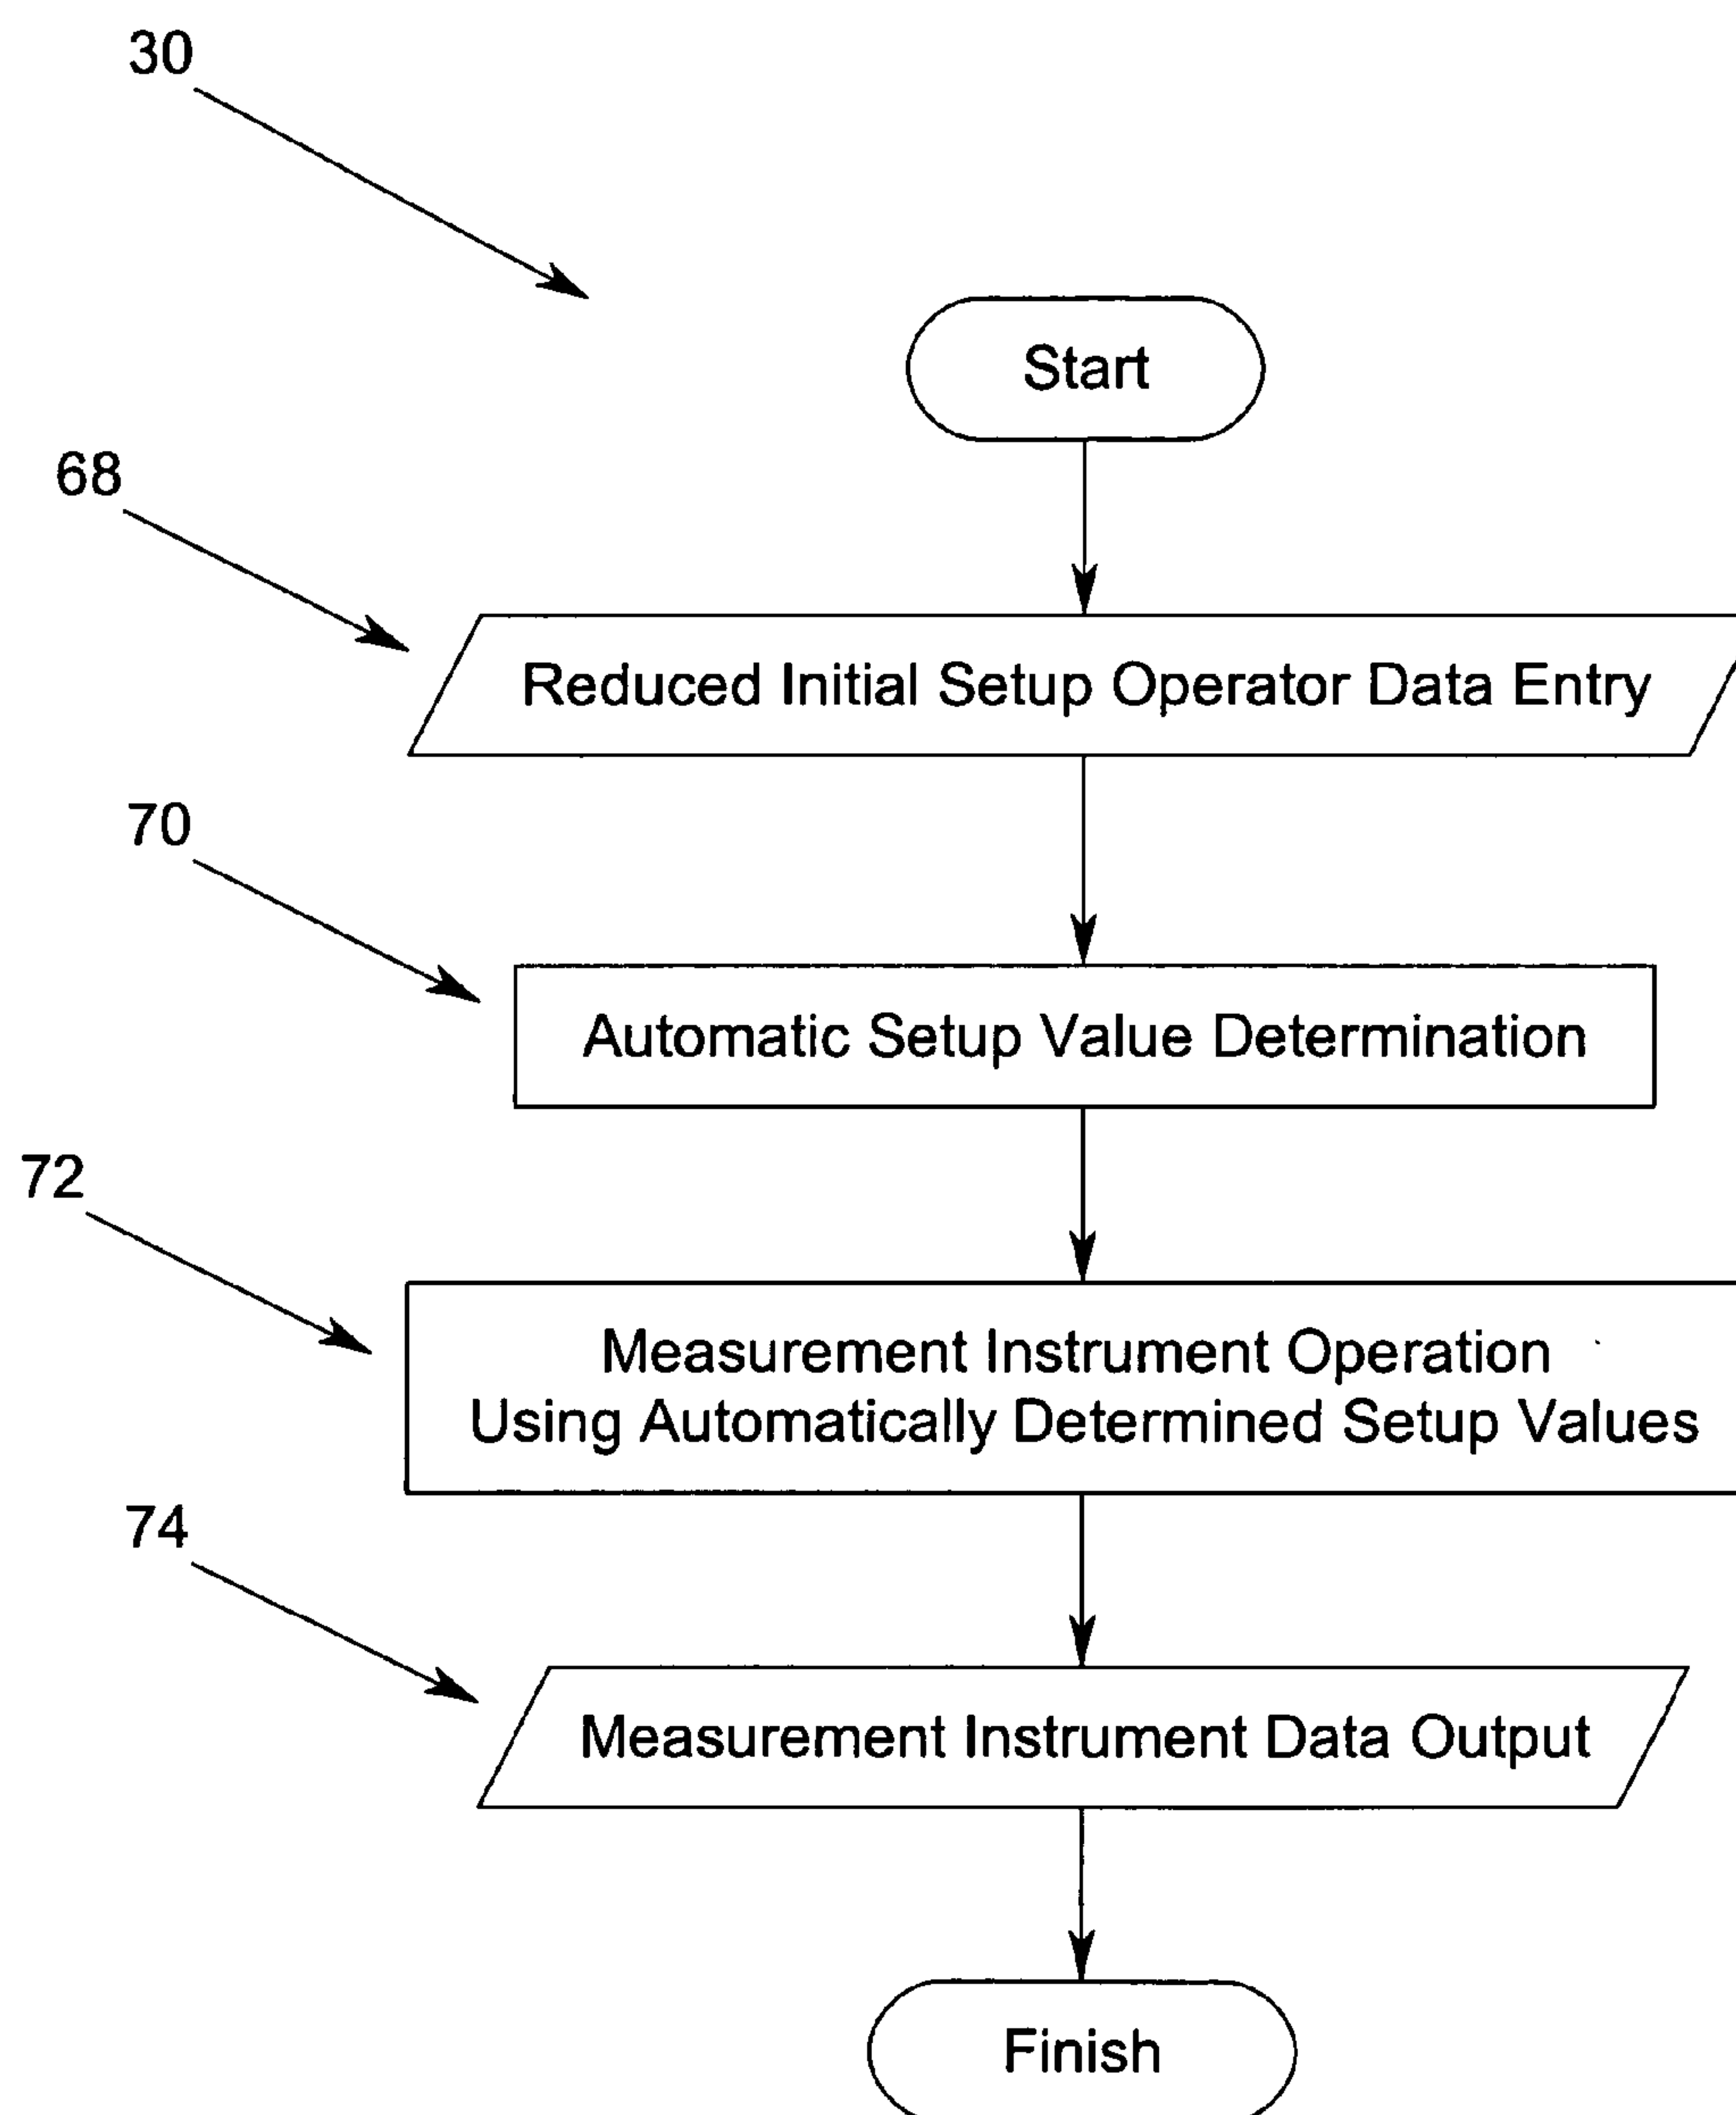 30
Start
68
Reduced Initial Setup Operator Data Entry
70
Automatic Setup Value Determination
72
Measurement Instrument Operation
Using Automatically Determined Setup Values
74
Measurement Instrument Data Output
Finish